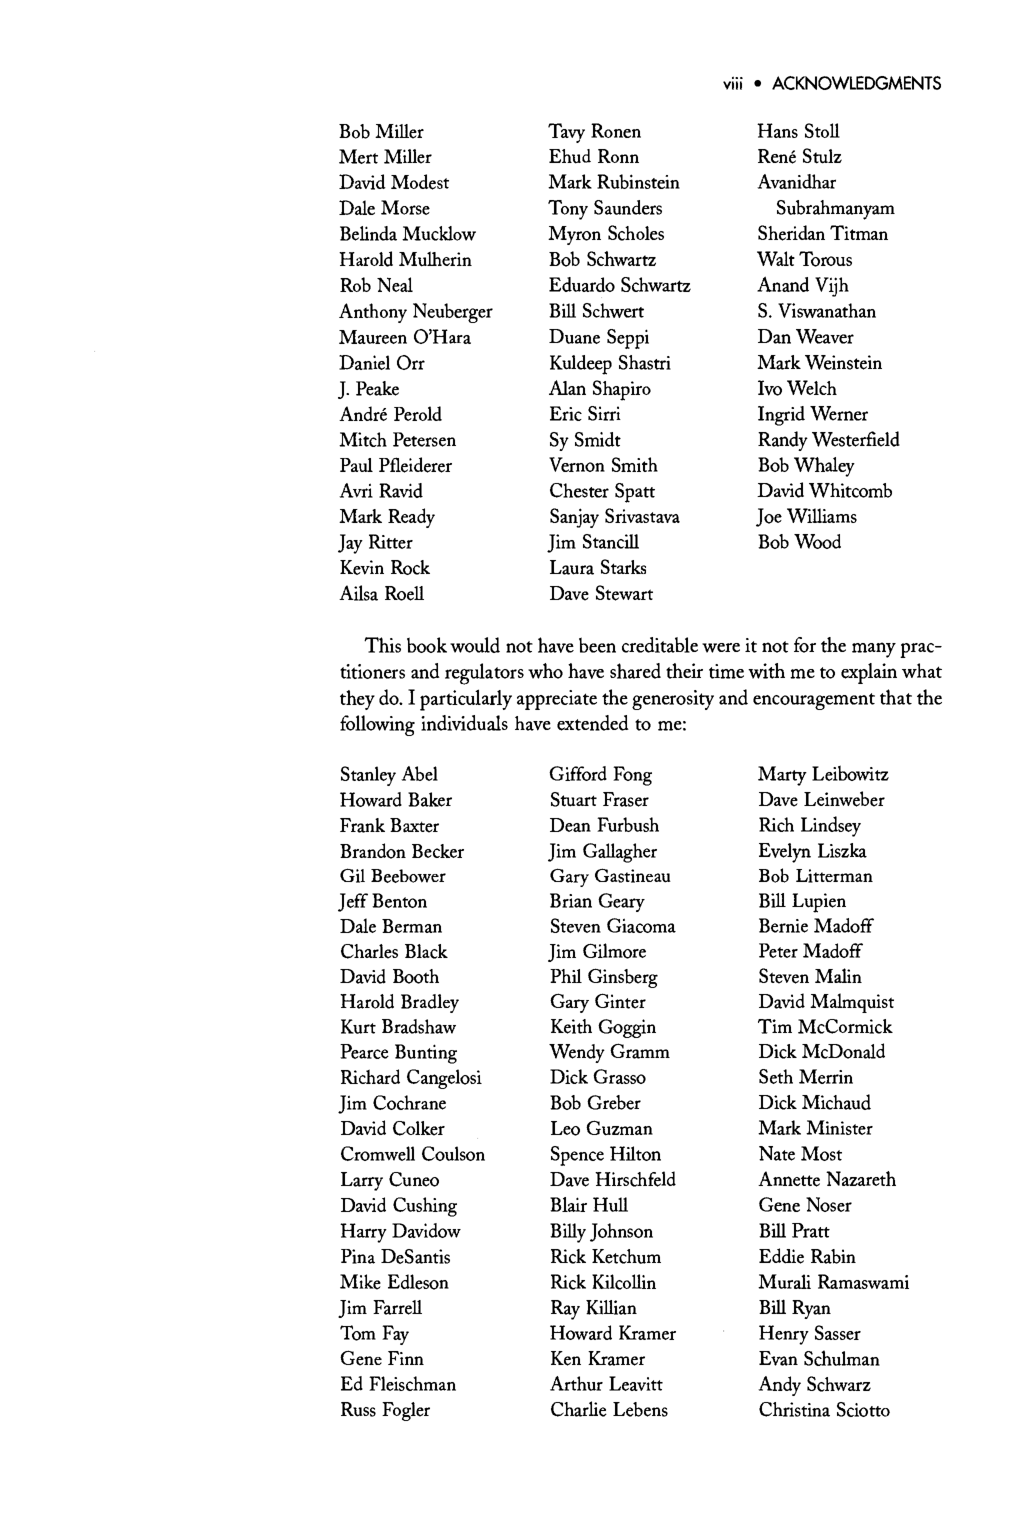 viii • ACKNOWLEDGMENTS
Bob Miller
Mert Miller
David Modest
Dale Morse
Belinda Mucklow
Harold Mulherin
Rob Neal
Anthony Neuberger
Maureen O'Hara
Daniel Orr
J. Peake
André Perold
Mitch Petersen
Paul Pfleiderer
Avri Ravid
Mark Ready
Jay Ritter
Kevin Rock
Ailsa Roell
Tavy Ronen
Ehud Ronn
Mark Rubinstein
Tony Saunders
Myron Scholes
Bob Schwartz
Eduardo Schwartz
Bill Schwert
Duane Seppi
Kuldeep Shastri
Alan Shapiro
Eric Sirri
Sy Smidt
Vernon Smith
Chester Spatt
Sanjay Srivastava
Jim Stancill
Laura Starks
Dave Stewart
Hans Stoll
René Stulz
Avanidhar
Subrahmanyam
Sheridan Titman
Walt Torous
Anand Vijh
S. Viswanathan
Dan Weaver
Mark Weinstein
Ivo Welch
Ingrid Werner
Randy Westerfield
Bob Whaley
David Whitcomb
Joe Williams
Bob Wood
This book would not have been creditable were it not for the many prac-
titioners and regulators who have shared their time with me to explain what
they do. I particularly appreciate the generosity and encouragement that the
following individuals have extended to me:
Stanley Abel
Howard Baker
Frank Baxter
Brandon Becker
Gil Beebower
Jeff Benton
Dale Berman
Charles Black
David Booth
Harold Bradley
Kurt Bradshaw
Pearce Bunting
Richard Cangelosi
Jim Cochrane
David Colker
Cromwell Coulson
Larry Cuneo
David Cushing
Harry Davidow
Pina DeSantis
Mike Edleson
Jim Farrell
Tom Fay
Gene Finn
Ed Fleischman
Russ Fogler
Gifford Fong
Stuart Fraser
Dean Furbush
Jim Gallagher
Gary Gastineau
Brian Geary
Steven Giacoma
Jim Gilmore
Phil Ginsberg
Gary Ginter
Keith Goggin
Wendy Gramm
Dick Grasso
Bob Greber
Leo Guzman
Spence Hilton
Dave Hirschfeld
Blair Hull
Billy Johnson
Rick Ketchum
Rick Kilcollin
Ray Killian
Howard Kramer
Ken Kramer
Arthur Leavitt
Charlie Lebens
Marty Leibowitz
Dave Leinweber
Rich Lindsey
Evelyn Liszka
Bob Litterman
Bill Lupien
Bernie Madoff
Peter Madoff
Steven Malin
David Malmquist
Tim McCormick
Dick McDonald
Seth Merrin
Dick Michaud
Mark Minister
Nate Most
Annette Nazareth
Gene Noser
Bill Pratt
Eddie Rabin
Murali Ramaswami
Bill Ryan
Henry Sasser
Evan Schulman
Andy Schwarz
Christina Sciotto